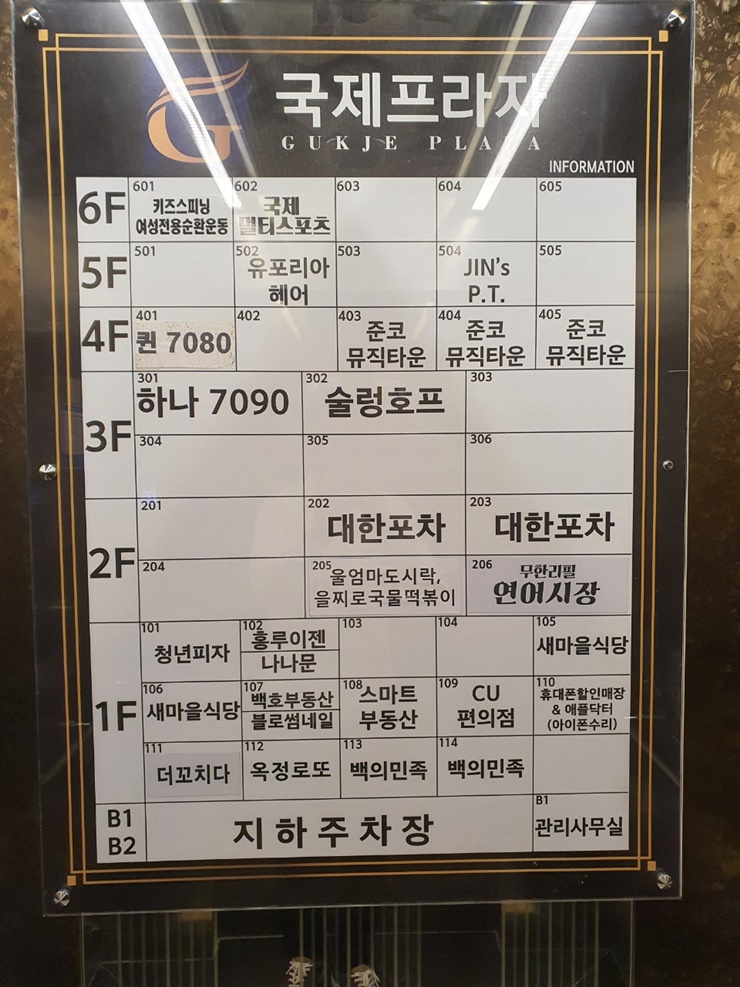 국제프라자
GUKJE PLAZA
INFORMATION
6F
601
키즈스피닝
여성전용순환운동
602
국제
멀티스포츠
603
604
605
5F
501
502
유포리아
헤어
503
504
JIN's
P.T.
505
4F
401
퀸 7080
402
403
준코
뮤직타운
404
준코
뮤직타운
405
준코
뮤직타운
3F
301
하나 7090
302
술렁호프
303
304
305
306
2F
201
202
대한포차
203
대한포차
204
205
울엄마도시락,
을찌로국물떡볶이
206
무한리필
연어시장
1F
101
청년피자
102
홍루이젠
나나문
103
104
105
새마을식당
106
새마을식당
107
백호부동산
블로썸네일
108
스마트
부동산
109
CU
편의점
110
휴대폰할인매장
& 애플닥터
(아이폰수리)
111
더꼬치다
112
옥정로또
113
백의민족
114
백의민족
B1
B2
지하주차장
B1
관리사무실